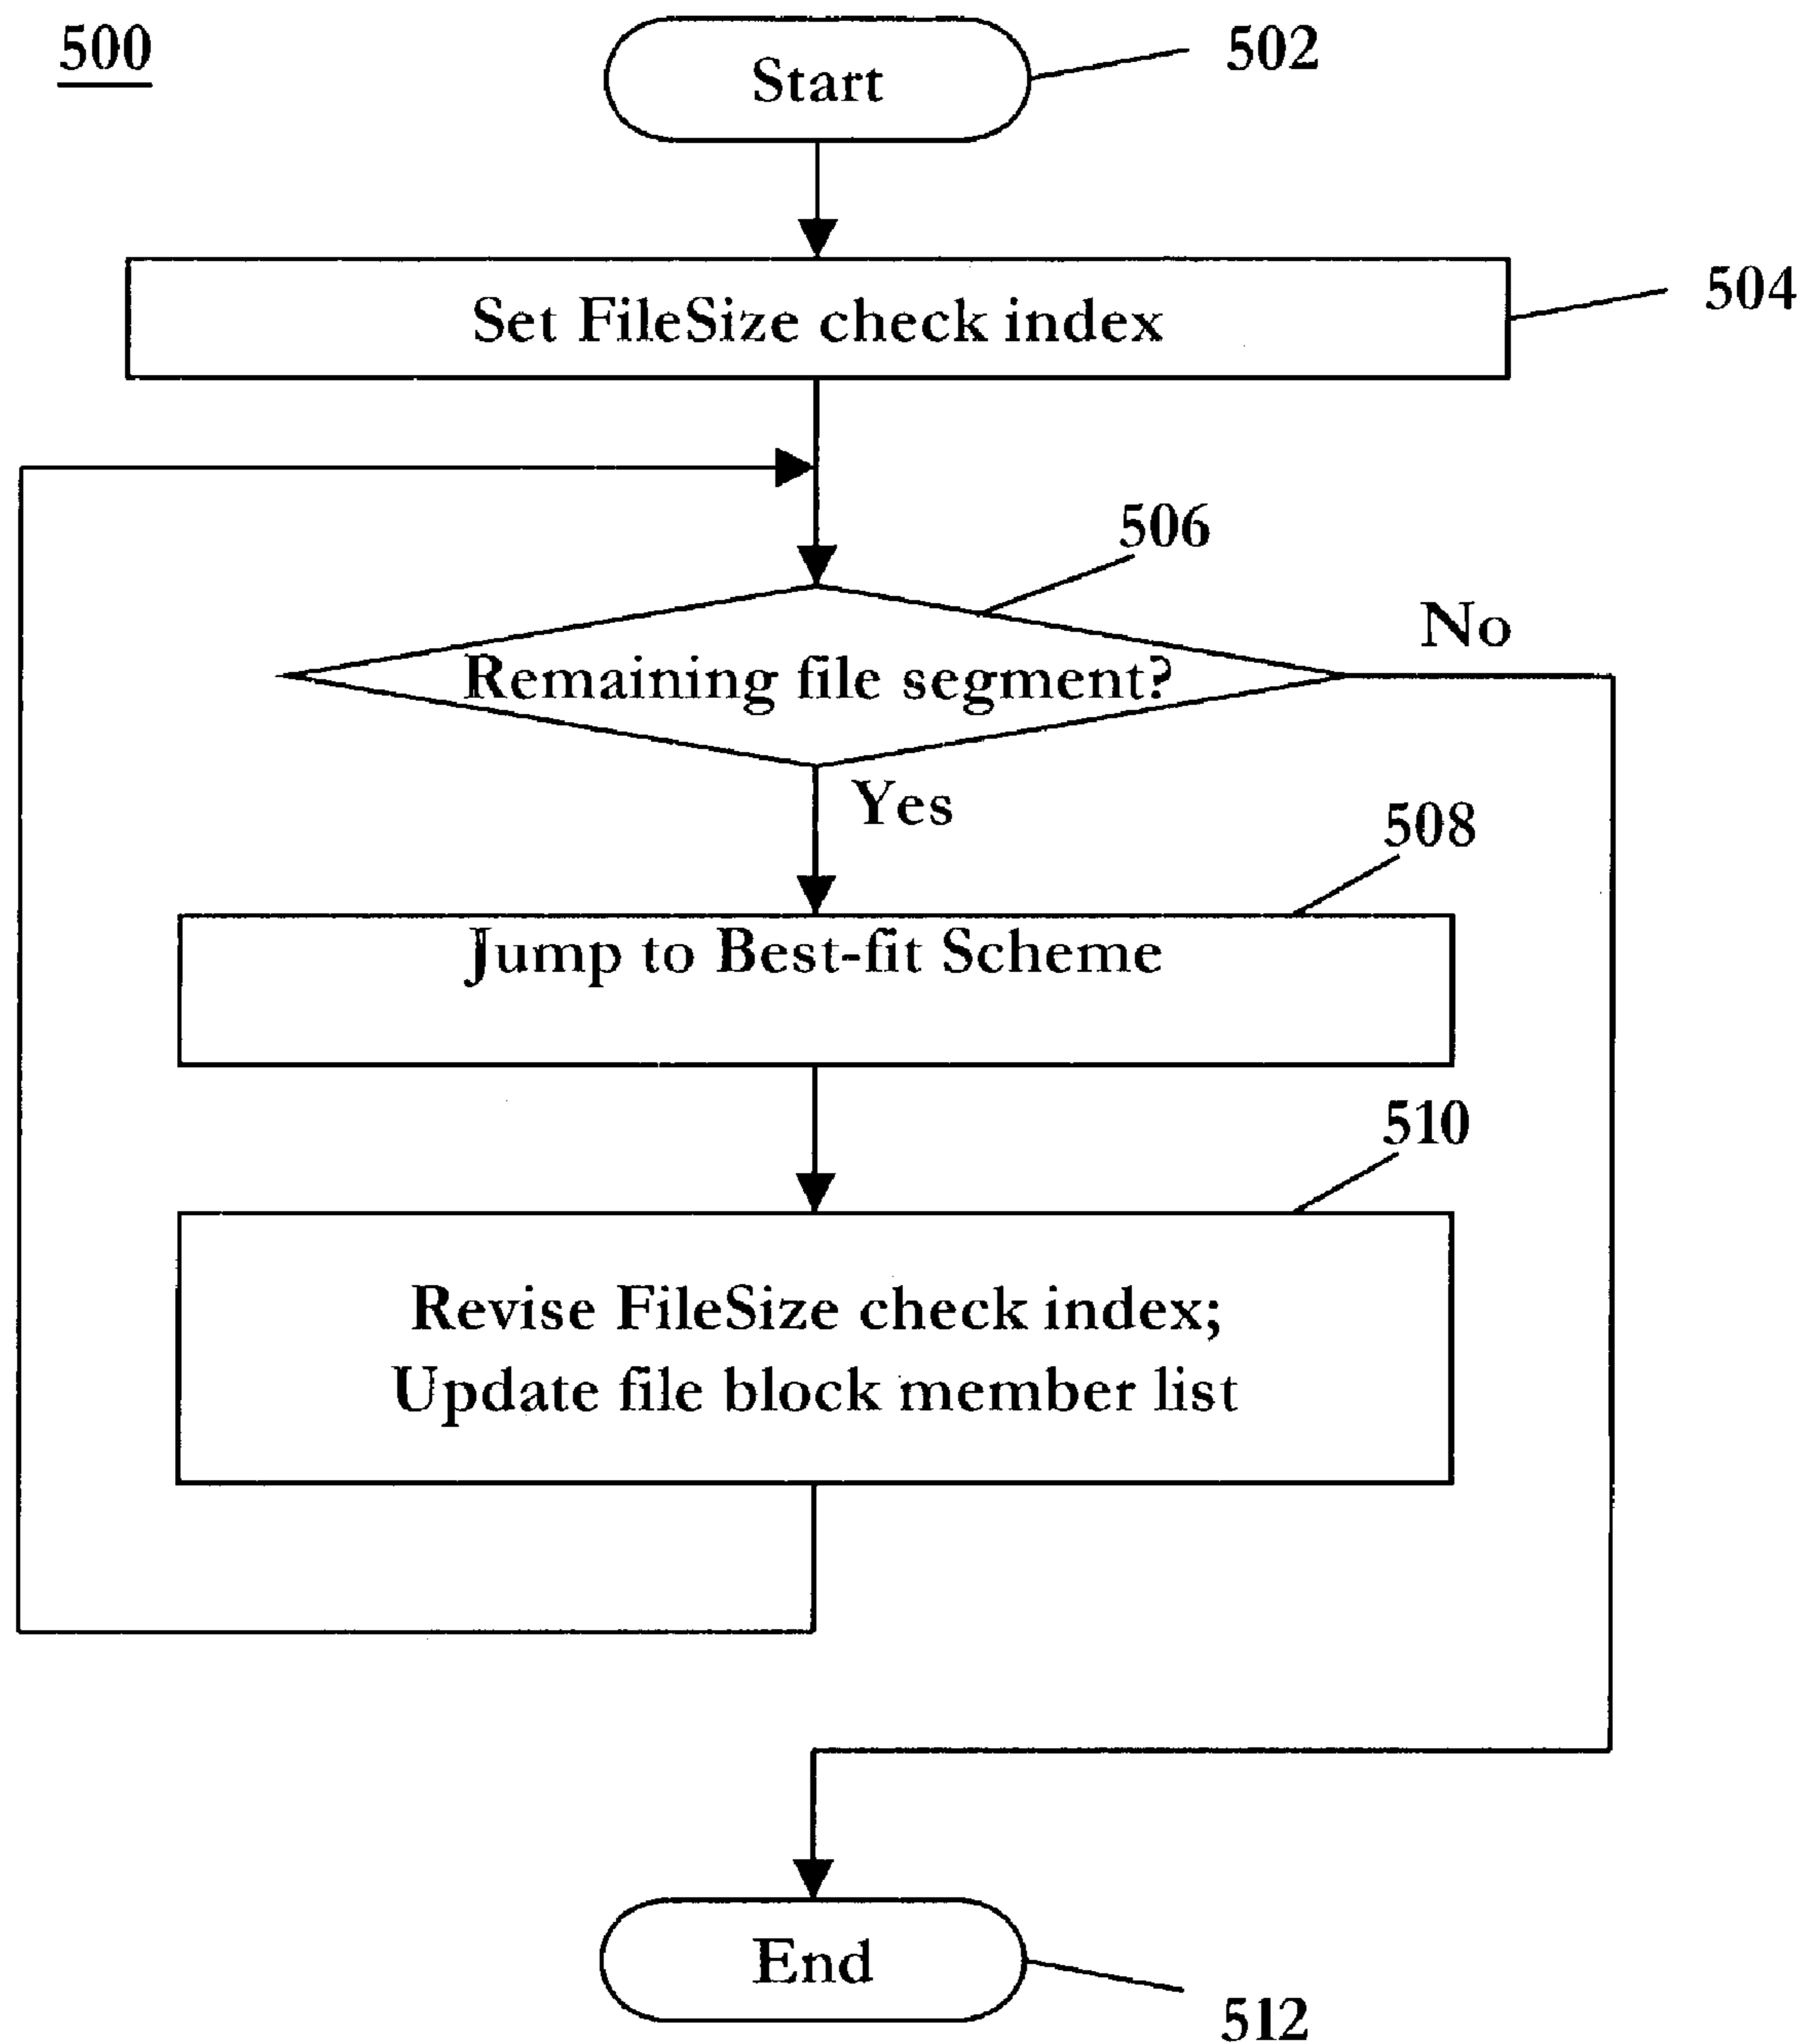 500
Start
502
Set FileSize check index
504
506
No
Remaining file segment?
Yes
508
Jump to Best-fit Scheme
510
Revise FileSize check index;
Update file block member list
End
512